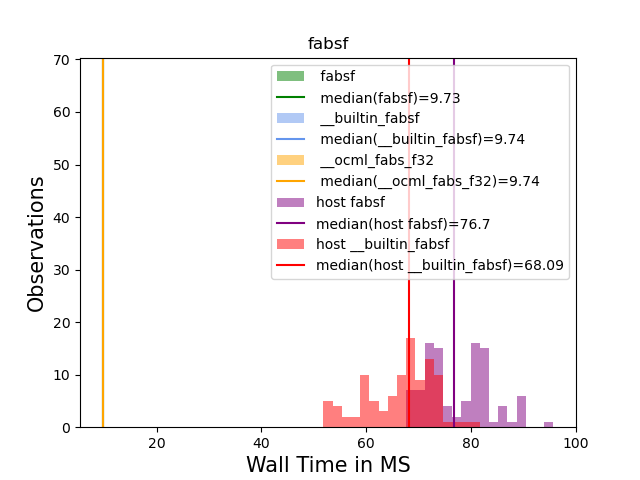 fabsf
70
60
50
40
30
20
10
0
Observations
fabsf
median(fabsf)=9.73
__builtin_fabsf
median(__builtin_fabsf)=9.74
__ocml_fabs_f32
median(__ocml_fabs_f32)=9.74
host fabsf
median(host fabsf)=76.7
host __builtin_fabsf
median(host __builtin_fabsf)=68.09
20 40 60 80 100
Wall Time in MS